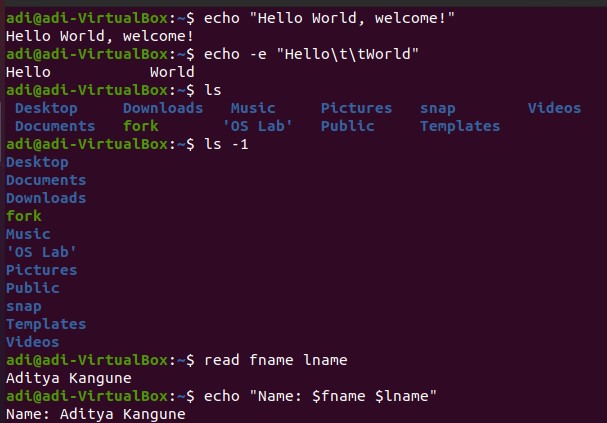 adi@adi-VirtualBox:~$ echo "Hello World, welcome!"
Hello World, welcome!
adi@adi-VirtualBox:~$ echo -e "Hello\t\tWorld"
Hello           World
adi@adi-VirtualBox:~$ ls
 Desktop     Downloads   Music      Pictures   snap        Videos
 Documents   fork       'OS Lab'    Public     Templates
adi@adi-VirtualBox:~$ ls -1
Desktop
Documents
Downloads
fork
Music
'OS Lab'
Pictures
Public
snap
Templates
Videos
adi@adi-VirtualBox:~$ read fname lname
Aditya Kangune
adi@adi-VirtualBox:~$ echo "Name: $fname $lname"
Name: Aditya Kangune